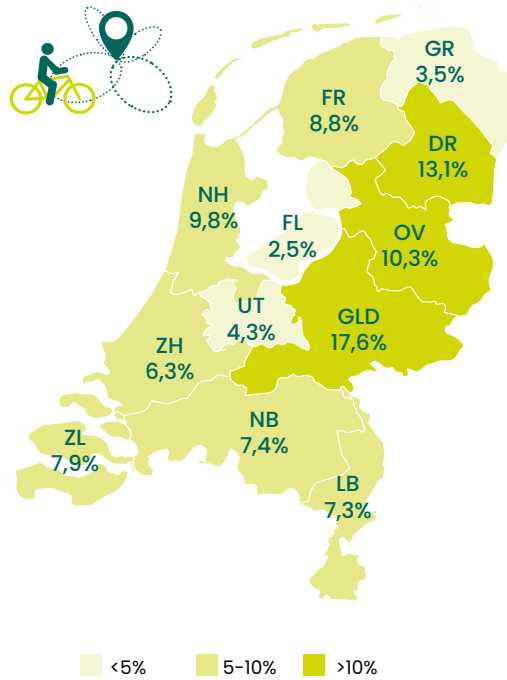 GR
3,5%
FR
8,8%
DR
13,1%
NH
9,8%
FL
2,5%
OV
10,3%
UT
4,3%
GLD
17,6%
ZH
6,3%
NB
7,4%
ZL
7,9%
LB
7,3%
<5%
5-10%
>10%